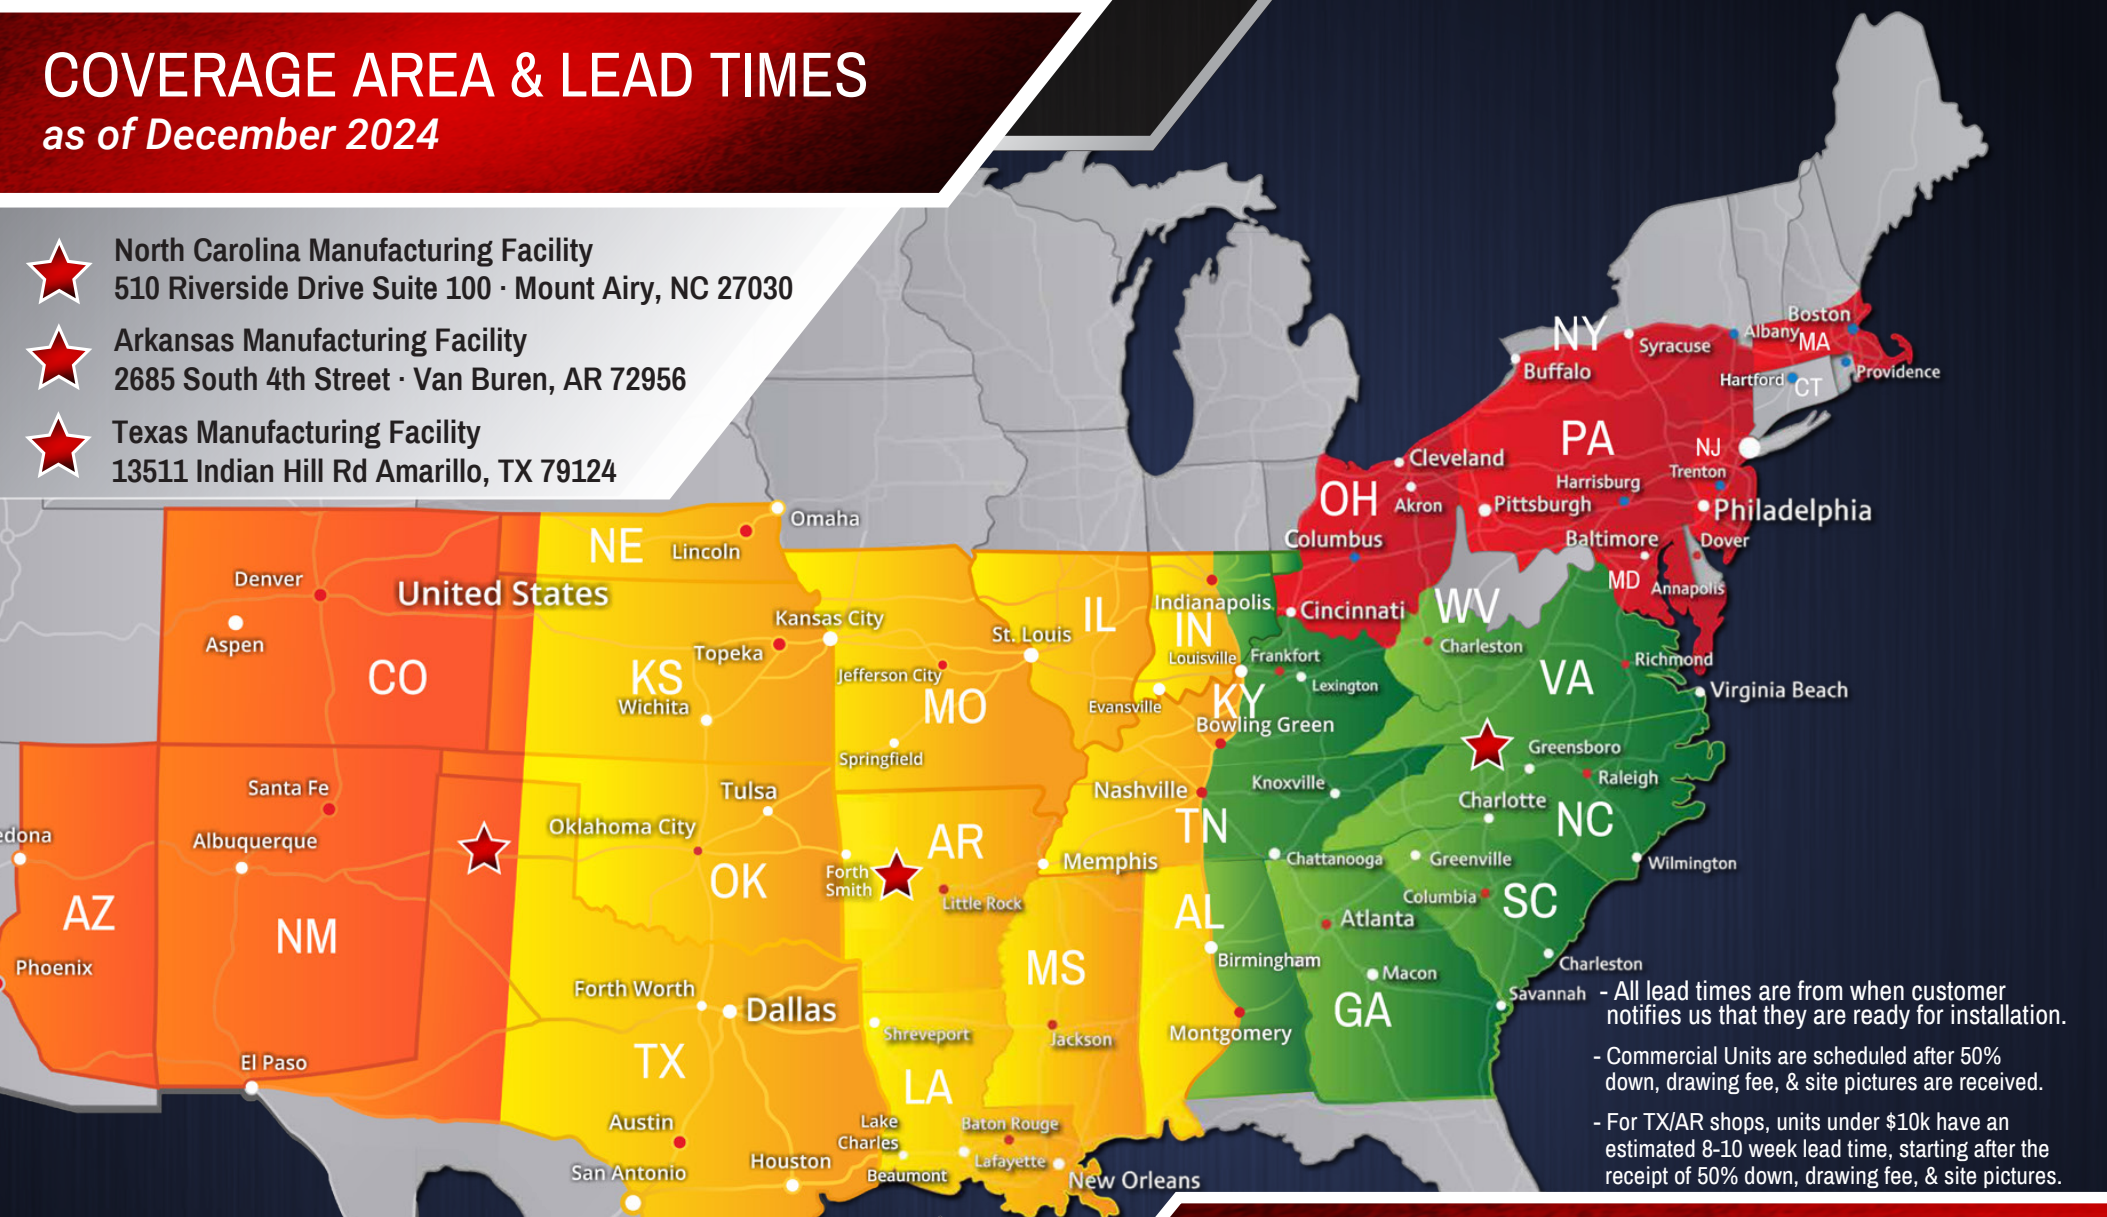 COVERAGE AREA & LEAD TIMES
as of December 2024
North Carolina Manufacturing Facility
510 Riverside Drive Suite 100 · Mount Airy, NC 27030
Arkansas Manufacturing Facility
2685 South 4th Street · Van Buren, AR 72956
Texas Manufacturing Facility
13511 Indian Hill Rd Amarillo, TX 79124
Boston
NY
Albany
MA
Syracuse
Buffalo
Providence
Hartford
CT
PA
NJ
Cleveland
Trenton
Harrisburg
OH
Akron
Pittsburgh
Philadelphia
Omaha
Columbus
Baltimore
Dover
NE
Lincoln
Denver
MD
Annapolis
United States
Indianapolis
Cincinnati
WV
Kansas City
IL
IN
Aspen
St. Louis
Charleston
Topeka
Louisville
Frankfort
Richmond
CO
KS
Jefferson City
Lexington
VA
Virginia Beach
Wichita
MO
Evansville
KY
Bowling Green
Greensboro
Springfield
Raleigh
Santa Fe
Tulsa
Nashville
Knoxville
Charlotte
NC
Oklahoma City
TN
edona
Albuquerque
AR
Memphis
Chattanooga
Greenville
Wilmington
OK
Forth
Smith
Little Rock
Columbia
SC
AZ
AL
Atlanta
NM
Phoenix
MS
Birmingham
Macon
Charleston
Forth Worth
Dallas
GA
Savannah
Shreveport
Jackson
Montgomery
El Paso
TX
LA
Austin
Lake
Charles
Baton Rouge
San Antonio
Houston
Lafayette
Beaumont
New Orleans
- All lead times are from when customer
notifies us that they are ready for installation.
- Commercial Units are scheduled after 50%
down, drawing fee, & site pictures are received.
- For TX/AR shops, units under $10k have an
estimated 8-10 week lead time, starting after the
receipt of 50% down, drawing fee, & site pictures.